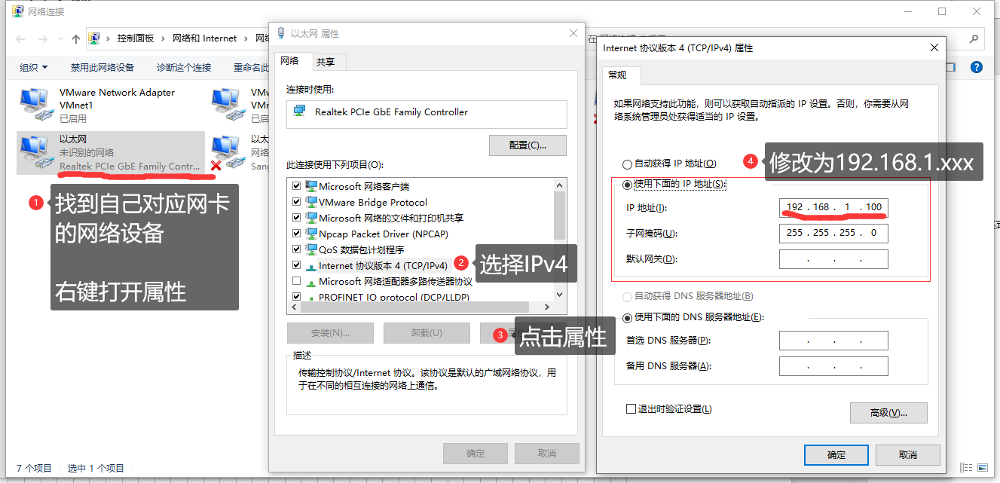 网络连接
控制面板 › 网络和 Internet ›
组织
禁用此网络设备
诊断这个连接
重命名此
VMware Network Adapter
VMnet1
已启用
以太网
未识别的网络
Realtek PCIe GbE Family Contr...
1
找到自己对应网卡
的网络设备
右键打开属性
7 个项目
选中 1 个项目
以太网 属性
网络
共享
连接时使用:
Realtek PCIe GbE Family Controller
配置(C)...
此连接使用下列项目(O):
Microsoft 网络客户端
VMware Bridge Protocol
Microsoft 网络的文件和打印机共享
Npcap Packet Driver (NPCAP)
QoS 数据包计划程序
Internet 协议版本 4 (TCP/IPv4)
Microsoft 网络适配器多路传送器协议
PROFINET IO protocol (DCP/LLDP)
2
选择IPv4
安装(N)...
卸载(U)
3
点击属性
描述
传输控制协议/Internet 协议。该协议是默认的广域网络协议，用
于在不同的相互连接的网络上通信。
确定
取消
Internet 协议版本 4 (TCP/IPv4) 属性
常规
如果网络支持此功能，则可以获取自动指派的 IP 设置。否则，你需要从网
络系统管理员处获得适当的 IP 设置。
自动获得 IP 地址(O)
4
修改为192.168.1.xxx
使用下面的 IP 地址(S):
IP 地址(I):
192 . 168 . 1 . 100
子网掩码(U):
255 . 255 . 255 . 0
默认网关(D):
. . .
自动获得 DNS 服务器地址(B)
使用下面的 DNS 服务器地址(E):
首选 DNS 服务器(P):
. . .
备用 DNS 服务器(A):
. . .
退出时验证设置(L)
高级(V)...
确定
取消